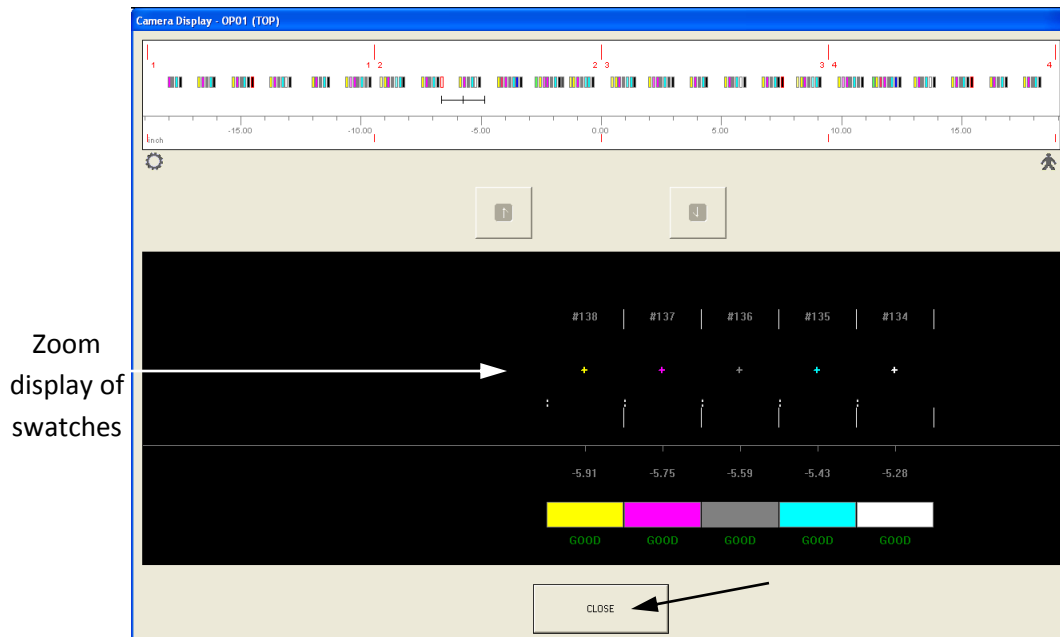 Camera Display - OP01 (TOP)
1 1 2 2 3 3 4 4
-15.00 -10.00 -5.00 0.00 5.00 10.00 15.00
Inch
#138 #137 #136 #135 #134
Zoom
display of
swatches
-5.91 -5.75 -5.59 -5.43 -5.28
GOOD GOOD GOOD GOOD GOOD
CLOSE